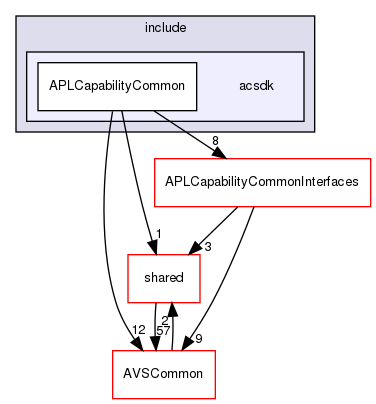 include
APLCapabilityCommon
acsdk
8
APLCapabilityCommonInterfaces
1
3
shared
12
2
57
9
AVSCommon